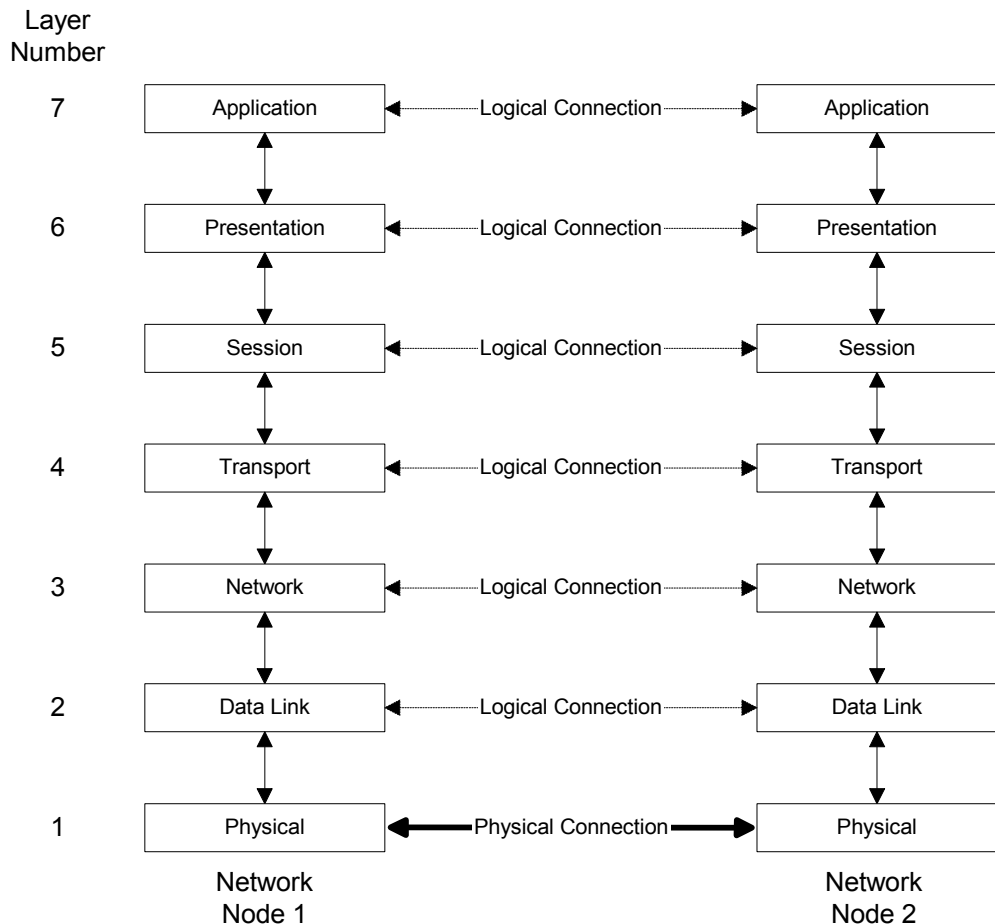 Layer
Number
7 Application Logical Connection Application
6 Presentation Logical Connection Presentation
5 Session Logical Connection Session
4 Transport Logical Connection Transport
3 Network Logical Connection Network
2 Data Link Logical Connection Data Link
1 Physical Physical Connection Physical
Network Network
Node 1 Node 2